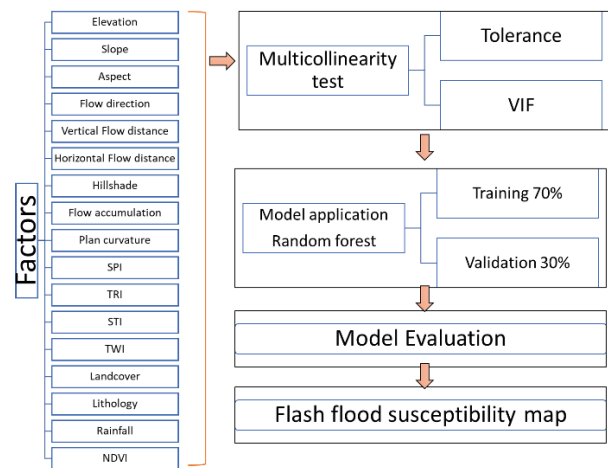 Factors
Elevation
Slope
Aspect
Flow direction
Vertical Flow distance
Horizontal Flow distance
Hillshade
Flow accumulation
Plan curvature
SPI
TRI
STI
TWI
Landcover
Lithology
Rainfall
NDVI
Multicollinearity
test
Tolerance
VIF
Model application
Random forest
Training 70%
Validation 30%
Model Evaluation
Flash flood susceptibility map